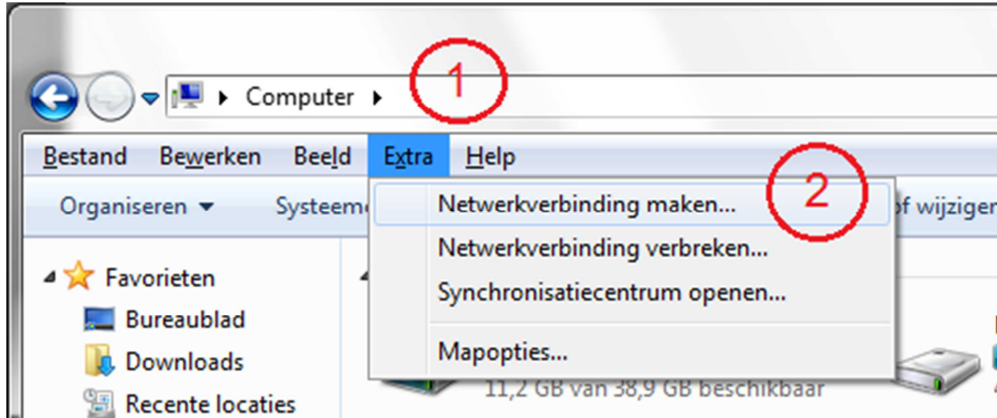 1
Computer
Bestand Bewerken Beeld Extra Help
Organiseren
Netwerkverbinding maken...
2
Netwerkverbinding verbreken...
Synchronisatiecentrum openen...
Mapopties...
Favorieten
Bureaublad
Downloads
Recente locaties
11,2 GB van 38,9 GB beschikbaar